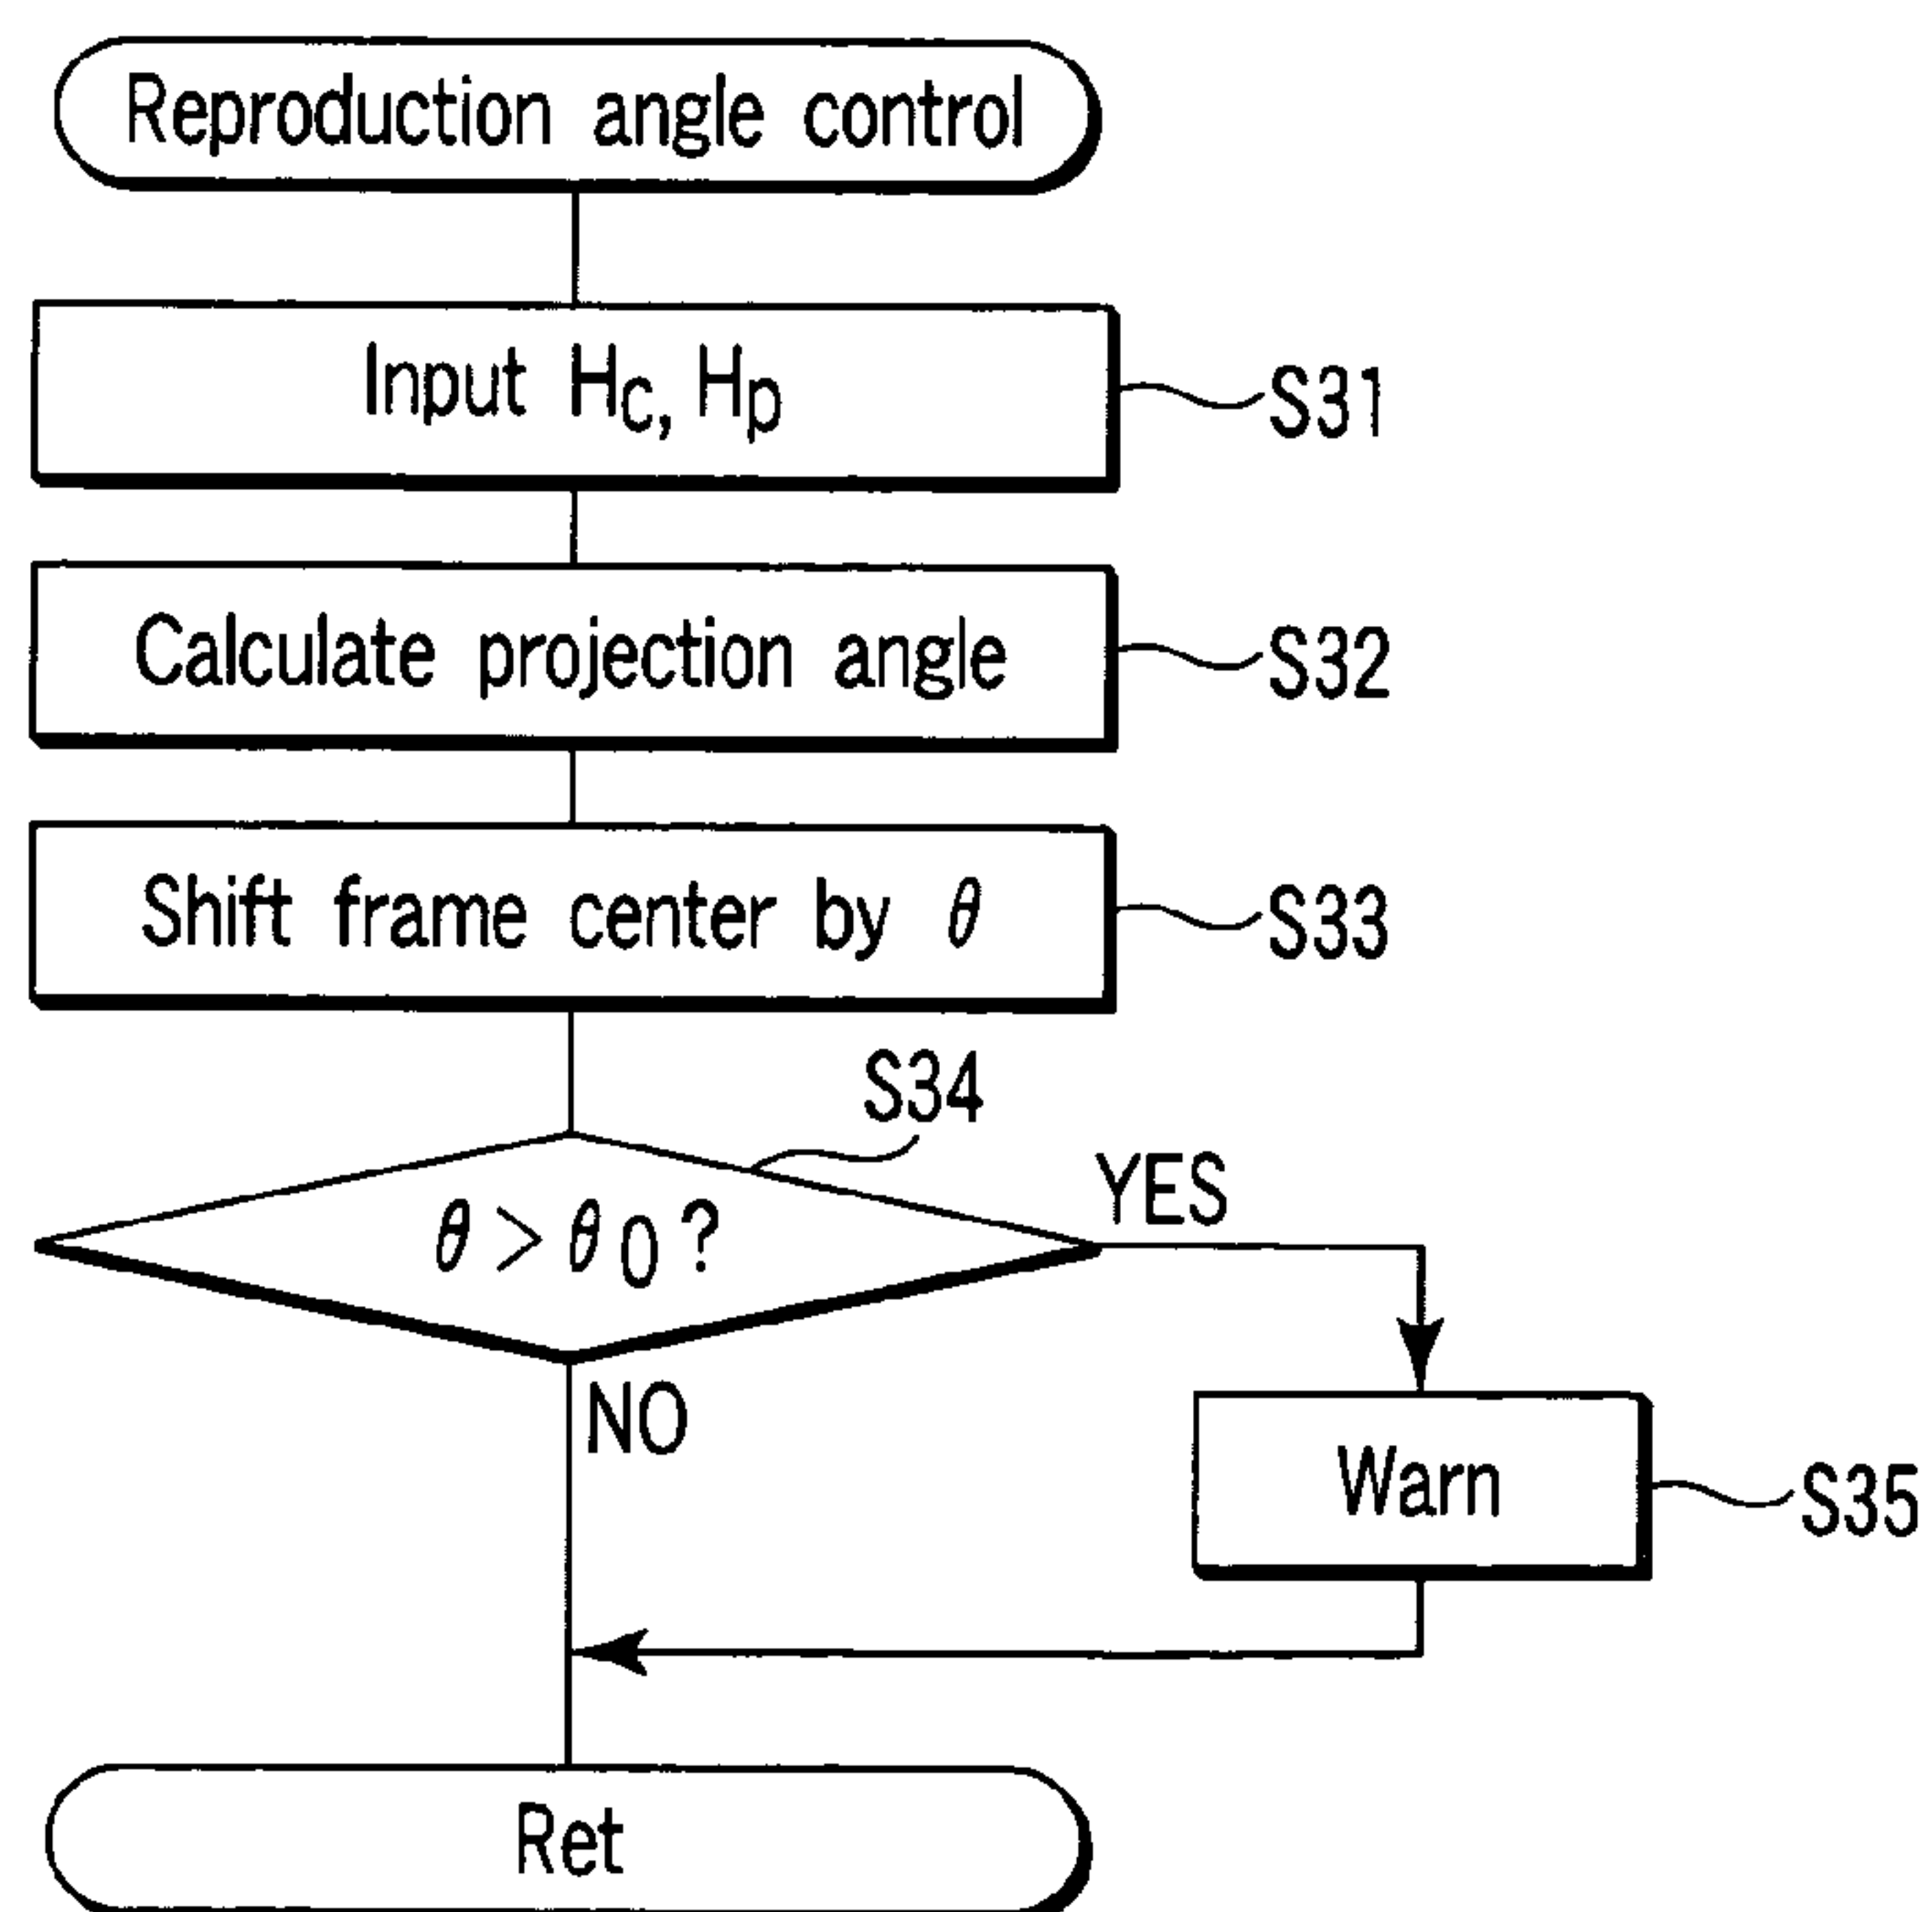 Reproduction angle control
Input Hc, Hp
S31
Calculate projection angle
S32
Shift frame center by θ
S33
S34
θ > θ0?
YES
NO
Warn
S35
Ret